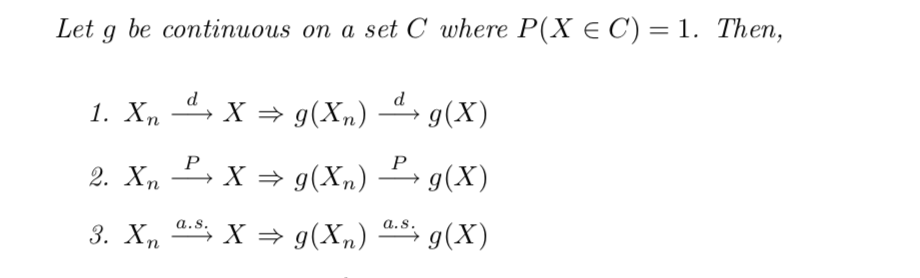 Let g be continuous on a set C where P(X ∈ C) = 1. Then,
1. Xₙ →ᵈ X ⇒ g(Xₙ) →ᵈ g(X)
2. Xₙ →ᴾ X ⇒ g(Xₙ) →ᴾ g(X)
3. Xₙ →ᵃ·ˢ· X ⇒ g(Xₙ) →ᵃ·ˢ· g(X)